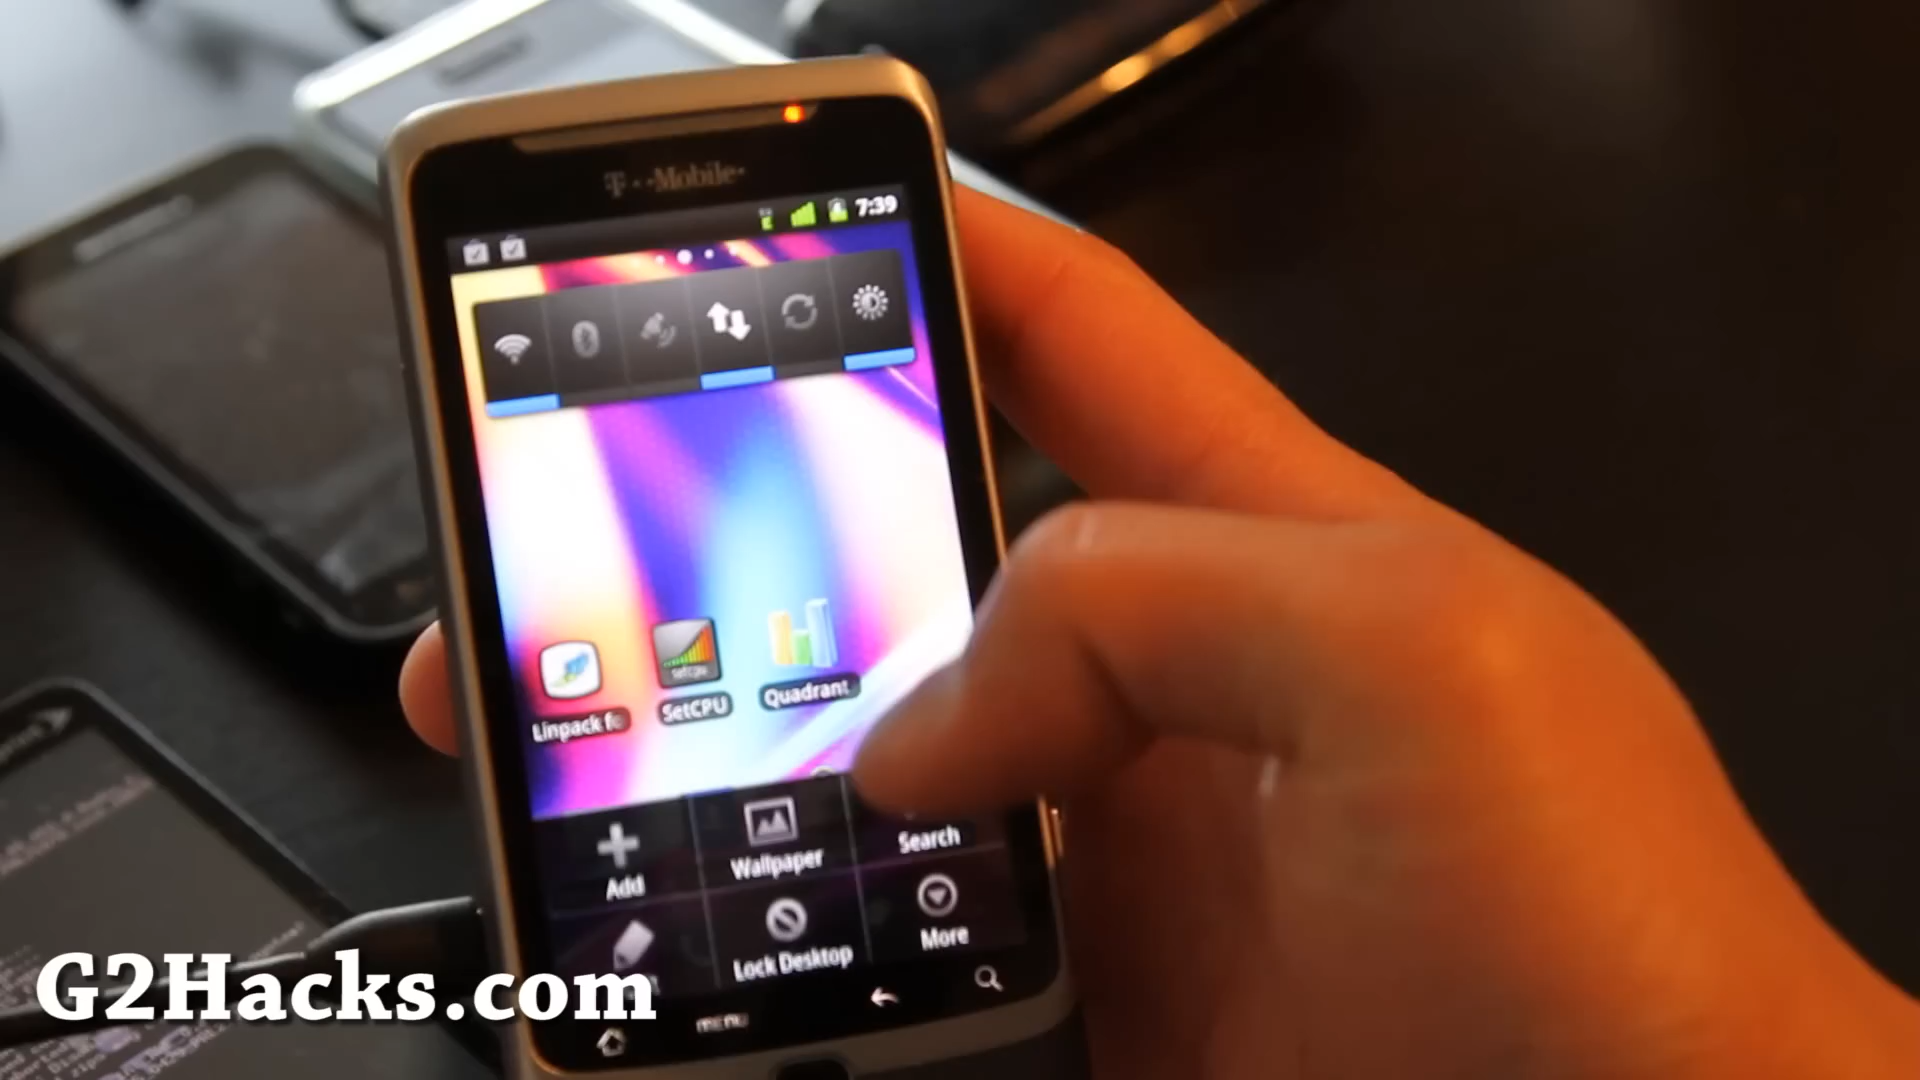 T··Mobile·
7:39
Linpack fo
SetCPU
Quadrant
Add
Wallpaper
Search
Lock Desktop
More
MENU
G2Hacks.com